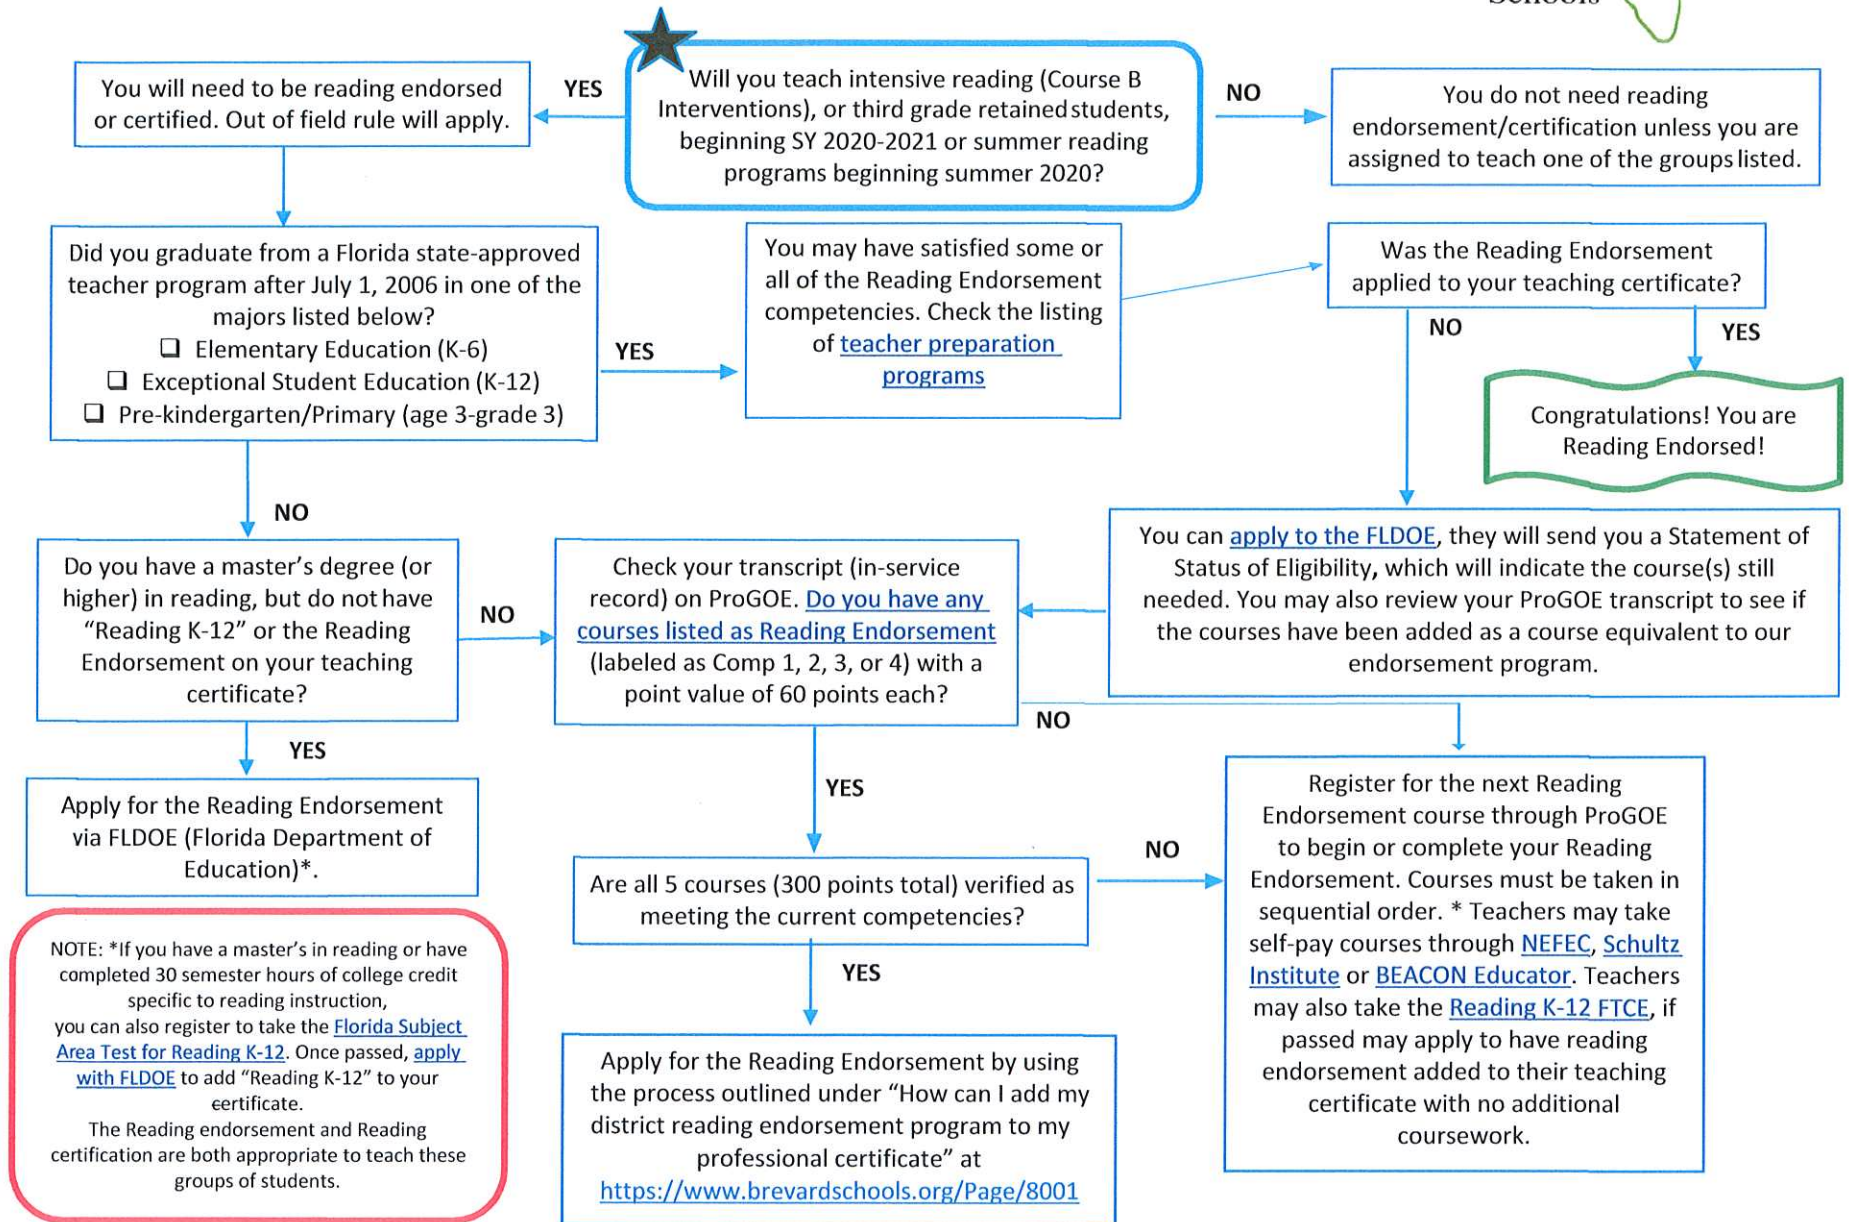 Schools
You will need to be reading endorsed
or certified. Out of field rule will apply.
YES
Will you teach intensive reading (Course B
Interventions), or third grade retained students,
beginning SY 2020-2021 or summer reading
programs beginning summer 2020?
NO
You do not need reading
endorsement/certification unless you are
assigned to teach one of the groups listed.
Did you graduate from a Florida state-approved
teacher program after July 1, 2006 in one of the
majors listed below?
❑ Elementary Education (K-6)
❑ Exceptional Student Education (K-12)
❑ Pre-kindergarten/Primary (age 3-grade 3)
YES
You may have satisfied some or
all of the Reading Endorsement
competencies. Check the listing
of teacher preparation
programs
Was the Reading Endorsement
applied to your teaching certificate?
NO
YES
Congratulations! You are
Reading Endorsed!
NO
Do you have a master's degree (or
higher) in reading, but do not have
"Reading K-12" or the Reading
Endorsement on your teaching
certificate?
NO
Check your transcript (in-service
record) on ProGOE. Do you have any
courses listed as Reading Endorsement
(labeled as Comp 1, 2, 3, or 4) with a
point value of 60 points each?
You can apply to the FLDOE, they will send you a Statement of
Status of Eligibility, which will indicate the course(s) still
needed. You may also review your ProGOE transcript to see if
the courses have been added as a course equivalent to our
endorsement program.
YES
NO
YES
Apply for the Reading Endorsement
via FLDOE (Florida Department of
Education)*.
Are all 5 courses (300 points total) verified as
meeting the current competencies?
NO
YES
Register for the next Reading
Endorsement course through ProGOE
to begin or complete your Reading
Endorsement. Courses must be taken in
sequential order. * Teachers may take
self-pay courses through NEFEC, Schultz
Institute or BEACON Educator. Teachers
may also take the Reading K-12 FTCE, if
passed may apply to have reading
endorsement added to their teaching
certificate with no additional
coursework.
NOTE: *If you have a master's in reading or have
completed 30 semester hours of college credit
specific to reading instruction,
you can also register to take the Florida Subject
Area Test for Reading K-12. Once passed, apply
with FLDOE to add "Reading K-12" to your
certificate.
The Reading endorsement and Reading
certification are both appropriate to teach these
groups of students.
Apply for the Reading Endorsement by using
the process outlined under "How can I add my
district reading endorsement program to my
professional certificate" at
https://www.brevardschools.org/Page/8001